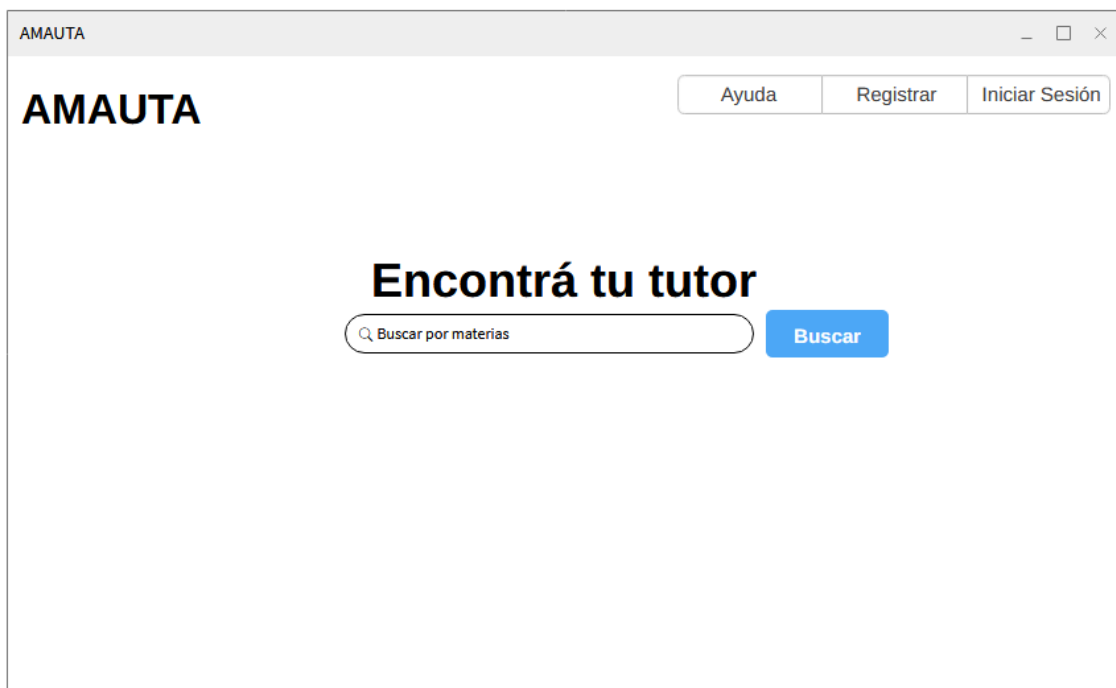 AMAUTA
AMAUTA
Ayuda Registrar Iniciar Sesión
Encontrá tu tutor
Buscar por materias
Buscar